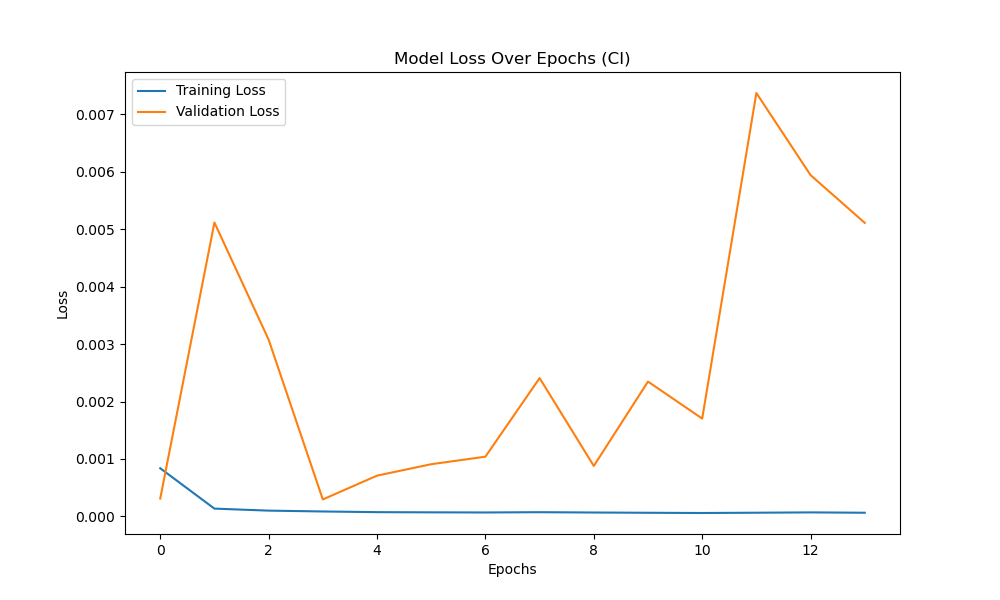 Model Loss Over Epochs (CI)
Training Loss
Validation Loss
0.007
0.006
0.005
0.004
0.003
0.002
0.001
0.000
Loss
0 2 4 6 8 10 12
Epochs